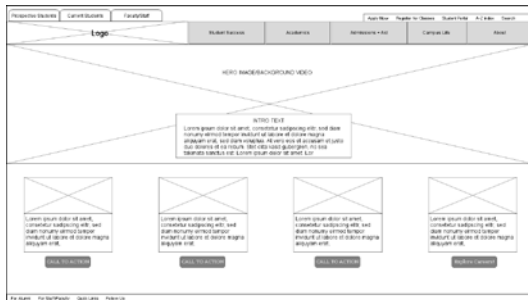 Prospective Students Current Students Faculty/Staff
Apply Now Register for Classes Student Portal A-Z Index Search
Logo Student Success Academics Admissions + Aid Campus Life About
HERO IMAGE/BACKGROUND VIDEO
INTRO TEXT
Lorem ipsum dolor sit amet, consetetur sadipscing elitr, sed diam
nonumy eirmod tempor invidunt ut labore et dolore magna
aliquyam erat, sed diam voluptua. At vero eos et accusam et justo
duo dolores et ea rebum. Stet clita kasd gubergren, no sea
takimata sanctus est Lorem ipsum dolor sit amet.
Lorem ipsum dolor sit amet,
consetetur sadipscing elitr, sed
diam nonumy eirmod tempor
invidunt ut labore et dolore magna
aliquyam erat,
CALL TO ACTION
Lorem ipsum dolor sit amet,
consetetur sadipscing elitr, sed
diam nonumy eirmod tempor
invidunt ut labore et dolore magna
aliquyam erat,
CALL TO ACTION
Lorem ipsum dolor sit amet,
consetetur sadipscing elitr, sed
diam nonumy eirmod tempor
invidunt ut labore et dolore magna
aliquyam erat,
CALL TO ACTION
Lorem ipsum dolor sit amet,
consetetur sadipscing elitr, sed
diam nonumy eirmod tempor
invidunt ut labore et dolore magna
aliquyam erat,
Explore Careers
For Alumni For Staff/Faculty Quick Links Follow Us